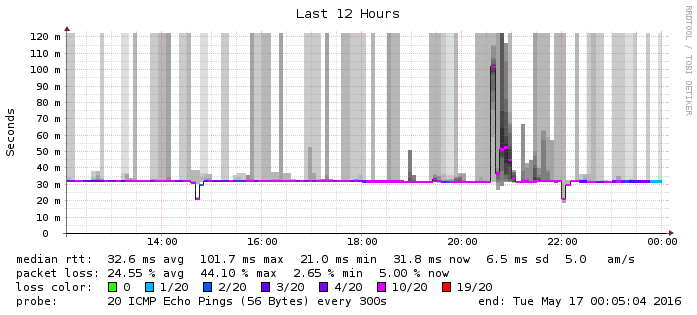 Last 12 Hours
RRDTOOL / TOBI OETIKER
Seconds
120 m
110 m
100 m
90 m
80 m
70 m
60 m
50 m
40 m
30 m
20 m
10 m
0
14:00 16:00 18:00 20:00 22:00 00:00
median rtt: 32.6 ms avg 101.7 ms max 21.0 ms min 31.8 ms now 6.5 ms sd 5.0 am/s
packet loss: 24.55 % avg 44.10 % max 2.65 % min 5.00 % now
loss color: 0 1/20 2/20 3/20 4/20 10/20 19/20
probe: 20 ICMP Echo Pings (56 Bytes) every 300s end: Tue May 17 00:05:04 2016